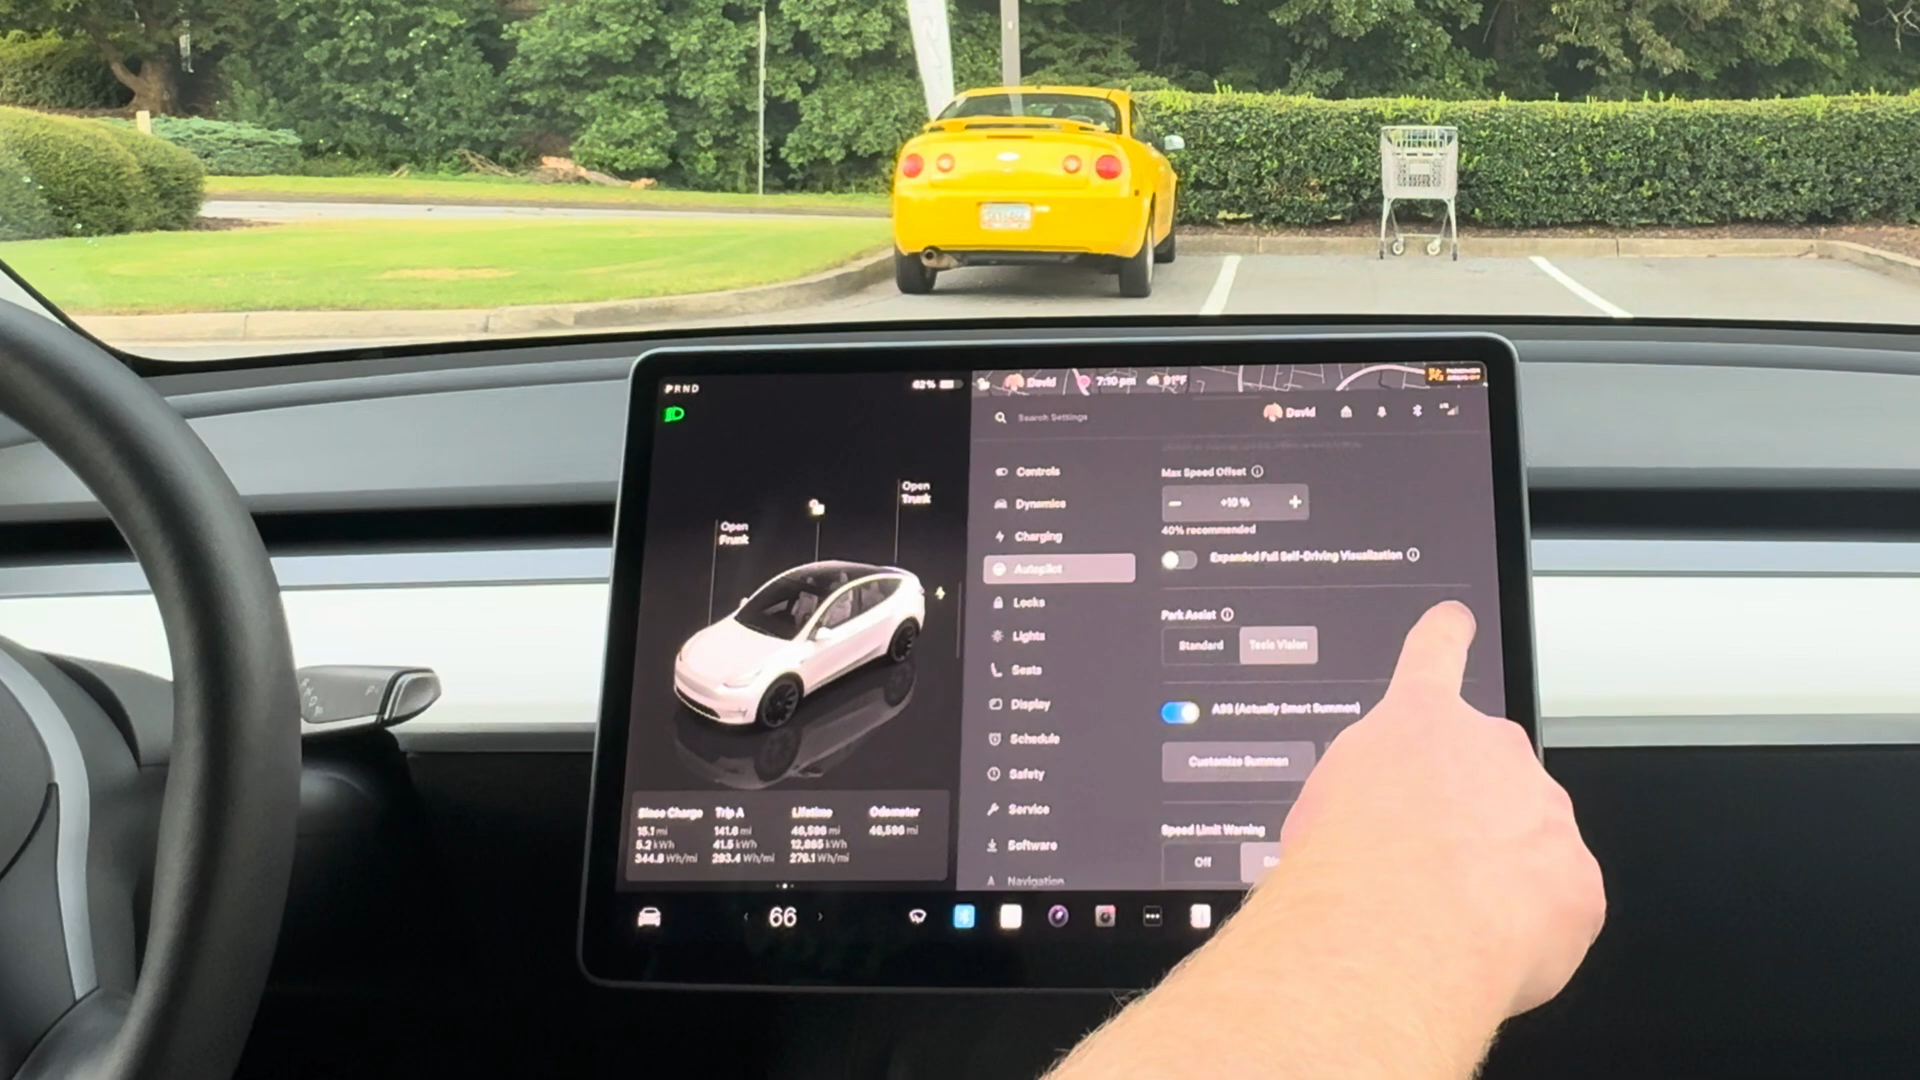 PRND
62%
David
7:10 pm
91°F
Search Settings
David
Controls
Dynamics
Charging
Autopilot
Locks
Lights
Seats
Display
Schedule
Safety
Service
Software
Navigation
Max Speed Offset
− +10 % +
40% recommended
Expanded Full Self-Driving Visualization
Park Assist
Standard
Tesla Vision
ASS (Actually Smart Summon)
Customize Summon
Speed Limit Warning
Off
Open
Trunk
Open
Frunk
Since Charge Trip A Lifetime Odometer
15.1 mi 141.6 mi 46,596 mi 46,596 mi
5.2 kWh 41.5 kWh 12,865 kWh
344.8 Wh/mi 293.4 Wh/mi 276.1 Wh/mi
66